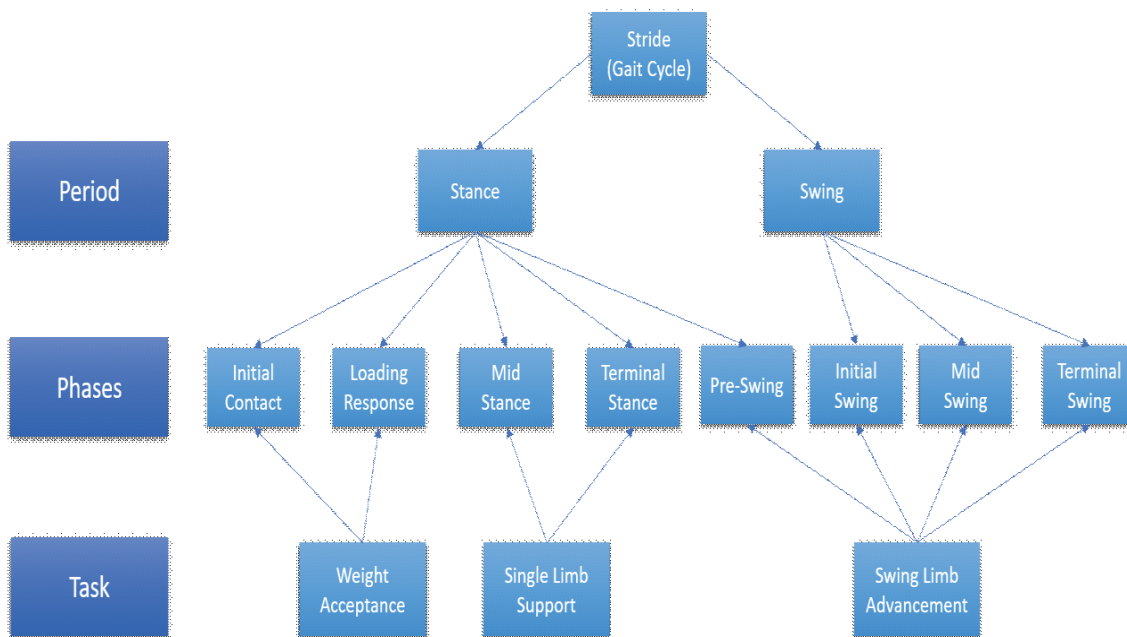 Stride
(Gait Cycle)
Period
Stance
Swing
Phases
Initial
Contact
Loading
Response
Mid
Stance
Terminal
Stance
Pre-Swing
Initial
Swing
Mid
Swing
Terminal
Swing
Task
Weight
Acceptance
Single Limb
Support
Swing Limb
Advancement